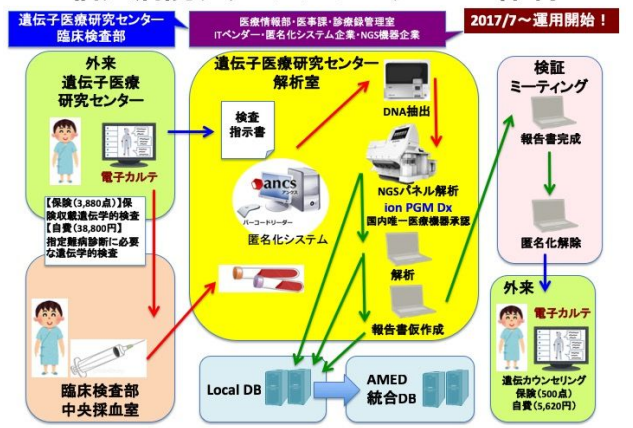 遺伝子医療研究センター
臨床検査部
医療情報部・医事課・診療録管理室
ITベンダー・匿名化システム企業・NGS機器企業
2017/7〜運用開始！
外来
遺伝子医療
研究センター
電子カルテ
【保険(3,880点)】保
険収載遺伝学的検査
【自費(38,800円)】
指定難病診断に必要
な遺伝学的検査
臨床検査部
中央採血室
遺伝子医療研究センター
解析室
検査
指示書
ancs
アンクス
バーコードリーダー
匿名化システム
DNA抽出
NGSパネル解析
ion PGM Dx
国内唯一医療機器承認
解析
報告書仮作成
Local DB
AMED
統合DB
検証
ミーティング
報告書完成
匿名化解除
外来
電子カルテ
遺伝カウンセリング
保険(500点)
自費(5,620円)